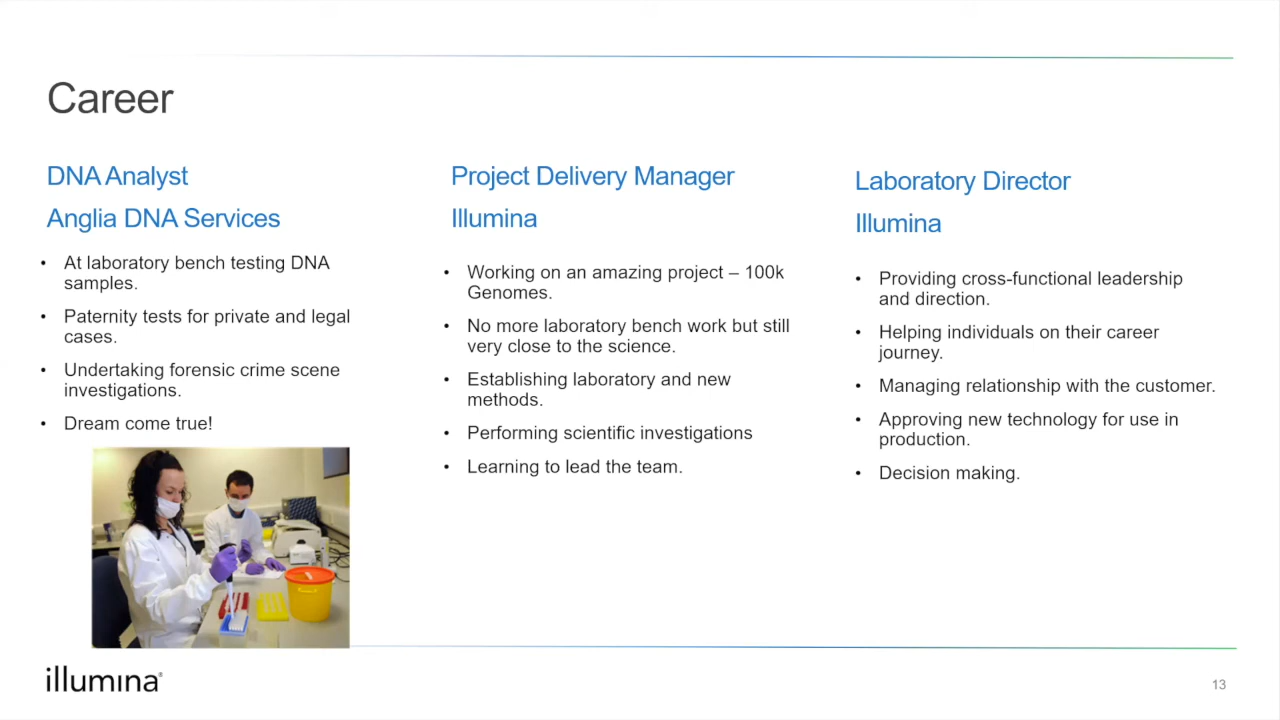 Career
DNA Analyst
Anglia DNA Services
• At laboratory bench testing DNA
samples.
• Paternity tests for private and legal
cases.
• Undertaking forensic crime scene
investigations.
• Dream come true!
Project Delivery Manager
Illumina
• Working on an amazing project – 100k
Genomes.
• No more laboratory bench work but still
very close to the science.
• Establishing laboratory and new
methods.
• Performing scientific investigations
• Learning to lead the team.
Laboratory Director
Illumina
• Providing cross-functional leadership
and direction.
• Helping individuals on their career
journey.
• Managing relationship with the customer.
• Approving new technology for use in
production.
• Decision making.
illumına®
13